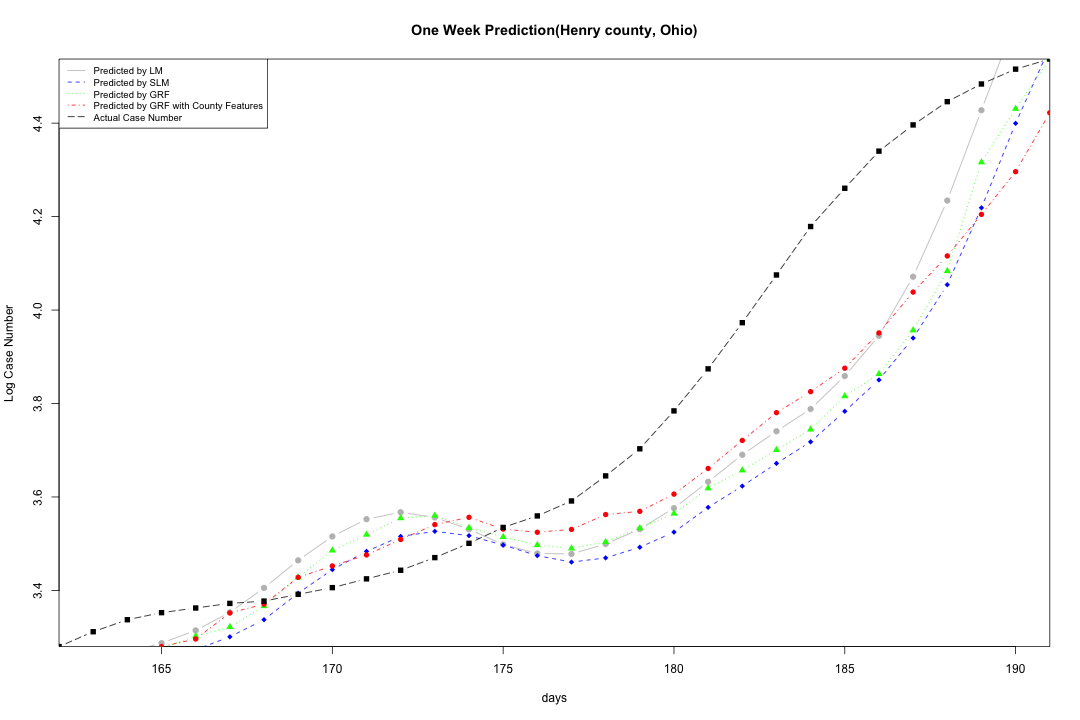 One Week Prediction(Henry county, Ohio)
Predicted by LM
Predicted by SLM
Predicted by GRF
Predicted by GRF with County Features
Actual Case Number
4.4
4.2
4.0
3.8
3.6
3.4
Log Case Number
165 170 175 180 185 190
days